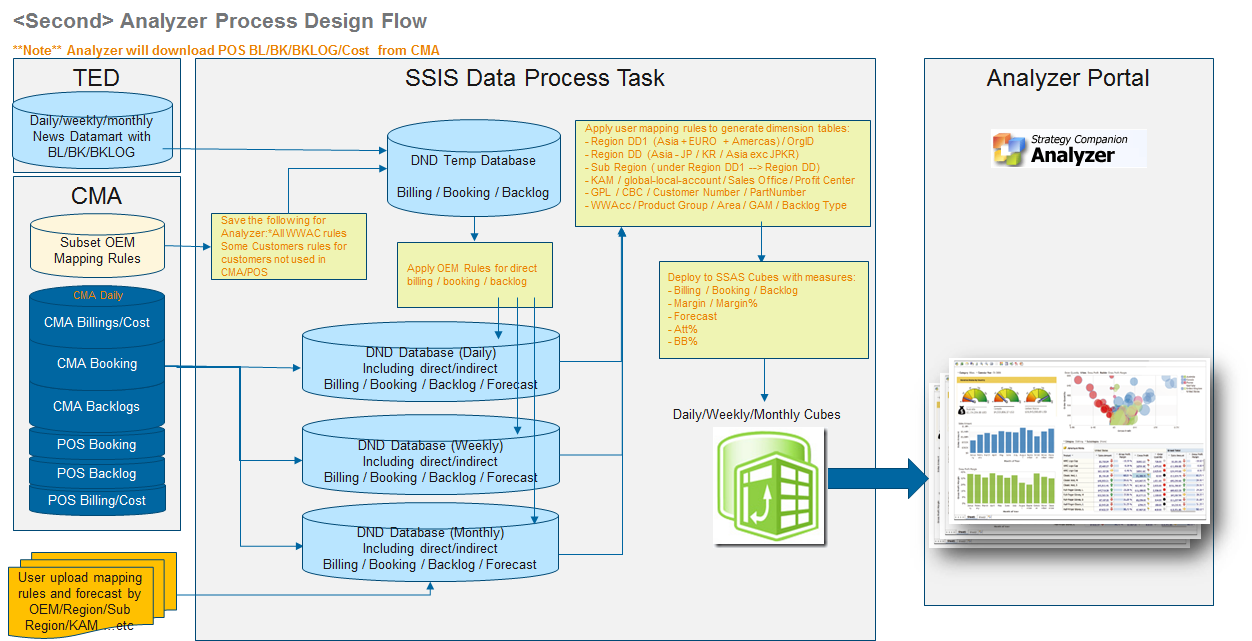 <Second> Analyzer Process Design Flow
**Note** Analyzer will download POS BL/BK/BKLOG/Cost from CMA
TED
Daily/weekly/monthly
News Datamart with
BL/BK/BKLOG
CMA
Subset OEM
Mapping Rules
CMA Daily
CMA Billings/Cost
CMA Booking
CMA Backlogs
POS Booking
POS Backlog
POS Billing/Cost
User upload mapping
rules and forecast by
OEM/Region/Sub
Region/KAM ...etc
SSIS Data Process Task
DND Temp Database
Billing / Booking / Backlog
Save the following for
Analyzer:*All WWAC rules
Some Customers rules for
customers not used in
CMA/POS
Apply OEM Rules for direct
billing / booking / backlog
DND Database (Daily)
Including direct/indirect
Billing / Booking / Backlog / Forecast
DND Database (Weekly)
Including direct/indirect
Billing / Booking / Backlog / Forecast
DND Database (Monthly)
Including direct/indirect
Billing / Booking / Backlog / Forecast
Apply user mapping rules to generate dimension tables:
- Region DD1 (Asia + EURO + Amercas) / OrgID
- Region DD (Asia - JP / KR / Asia exc JPKR)
- Sub Region ( under Region DD1 --> Region DD)
- KAM / global-local-account / Sales Office / Profit Center
- GPL / CBC / Customer Number / PartNumber
- WWAcc / Product Group / Area / GAM / Backlog Type
Deploy to SSAS Cubes with measures:
- Billing / Booking / Backlog
- Margin / Margin%
- Forecast
- Att%
- BB%
Daily/Weekly/Monthly Cubes
Analyzer Portal
Strategy Companion
Analyzer